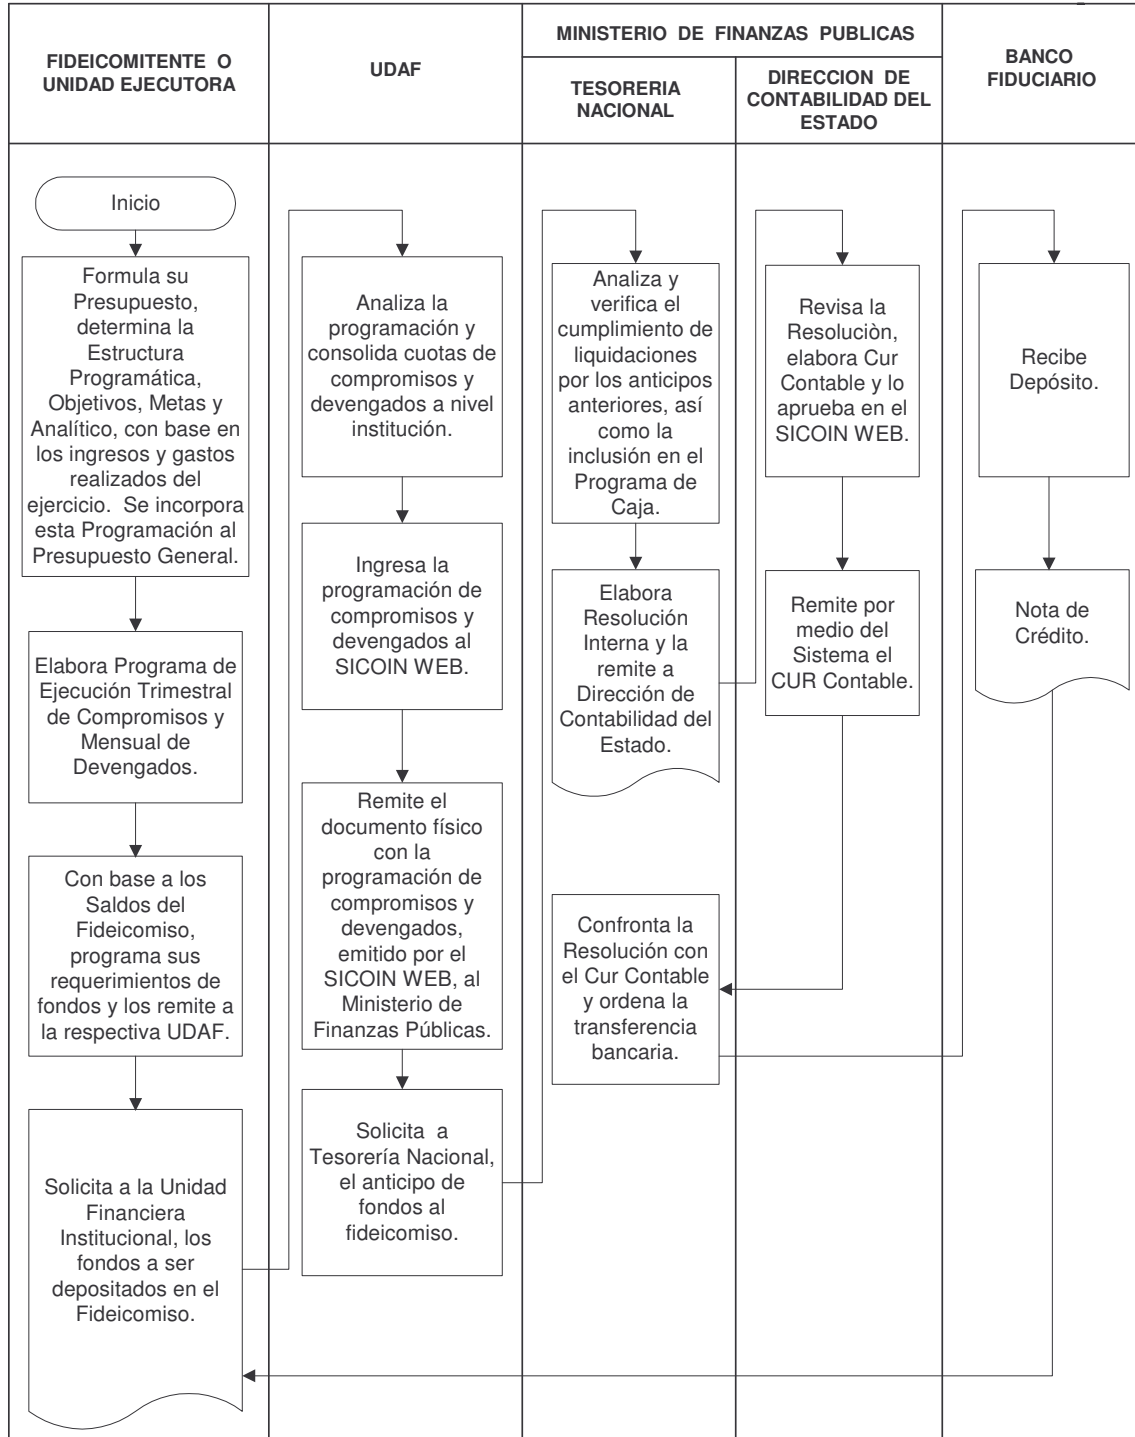 FIDEICOMITENTE O
UNIDAD EJECUTORA
UDAF
MINISTERIO DE FINANZAS PUBLICAS
TESORERIA
NACIONAL
DIRECCION DE
CONTABILIDAD DEL
ESTADO
BANCO
FIDUCIARIO
Inicio
Formula su
Presupuesto,
determina la
Estructura
Programática,
Objetivos, Metas y
Analítico, con base en
los ingresos y gastos
realizados del
ejercicio. Se incorpora
esta Programación al
Presupuesto General.
Elabora Programa de
Ejecución Trimestral
de Compromisos y
Mensual de
Devengados.
Con base a los
Saldos del
Fideicomiso,
programa sus
requerimientos de
fondos y los remite a
la respectiva UDAF.
Solicita a la Unidad
Financiera
Institucional, los
fondos a ser
depositados en el
Fideicomiso.
Analiza la
programación y
consolida cuotas de
compromisos y
devengados a nivel
institución.
Ingresa la
programación de
compromisos y
devengados al
SICOIN WEB.
Remite el
documento físico
con la
programación de
compromisos y
devengados,
emitido por el
SICOIN WEB, al
Ministerio de
Finanzas Públicas.
Solicita a
Tesorería Nacional,
el anticipo de
fondos al
fideicomiso.
Analiza y
verifica el
cumplimiento de
liquidaciones
por los anticipos
anteriores, así
como la
inclusión en el
Programa de
Caja.
Elabora
Resolución
Interna y la
remite a
Dirección de
Contabilidad del
Estado.
Confronta la
Resolución con
el Cur Contable
y ordena la
transferencia
bancaria.
Revisa la
Resoluciòn,
elabora Cur
Contable y lo
aprueba en el
SICOIN WEB.
Remite por
medio del
Sistema el
CUR Contable.
Recibe
Depósito.
Nota de
Crédito.